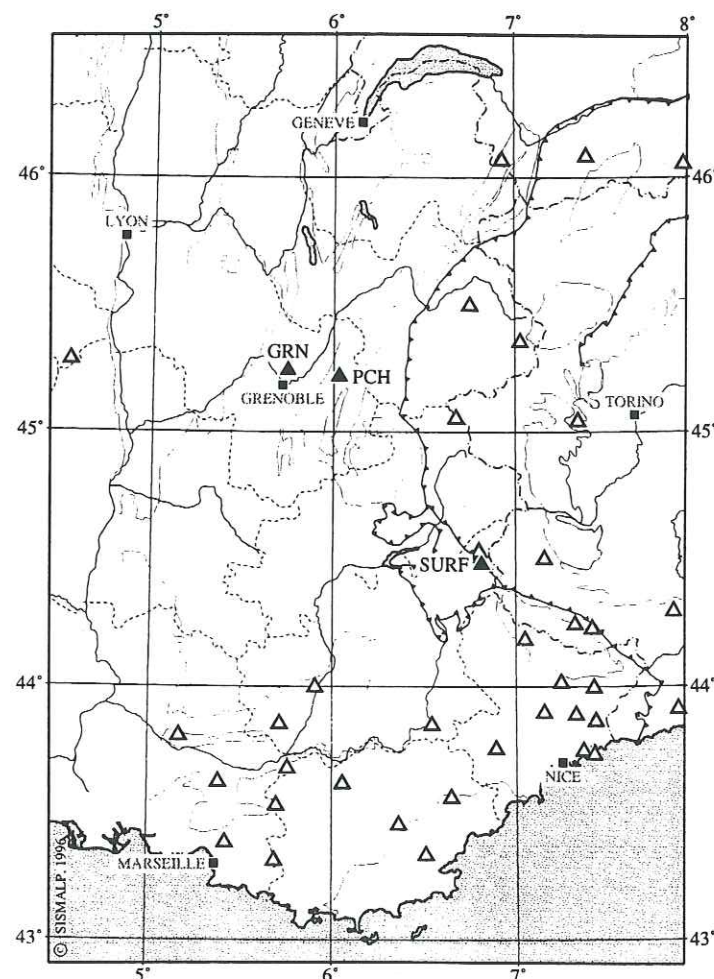 5° 6° 7° 8°
GENEVE
46° 46°
LYON
GRN
PCH
GRENOBLE
TORINO
45° 45°
SURF
44° 44°
NICE
MARSEILLE
© SISMALP, 1996
43° 43°
5° 6° 7° 8°